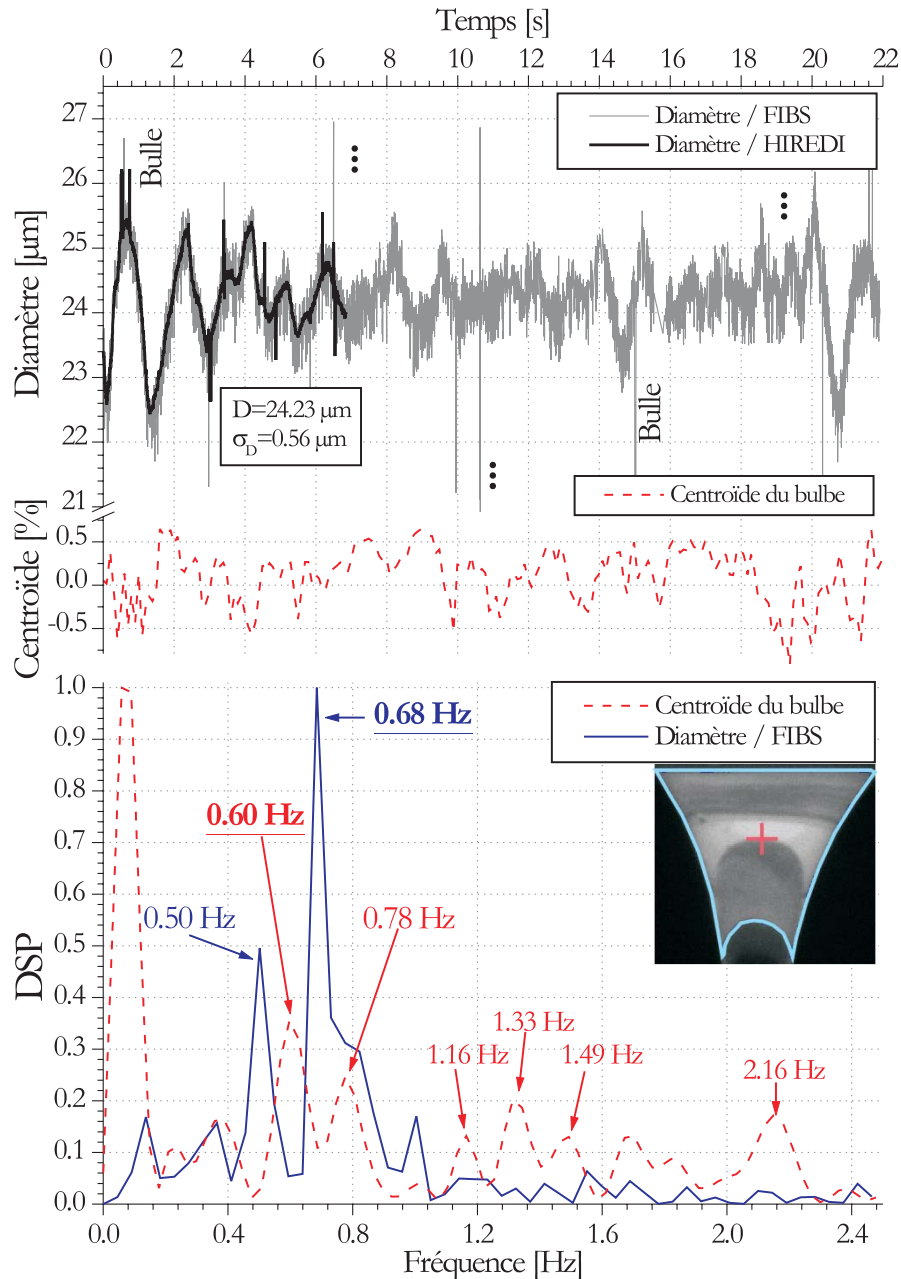 Temps [s]
0 2 4 6 8 10 12 14 16 18 20 22
27
26
25
24
23
22
21
Diamètre [µm]
Diamètre / FIBS
Diamètre / HIREDI
Bulle
D=24.23 µm
σD=0.56 µm
Bulle
Centroïde du bulbe
Centroïde [%]
0.5
0.0
-0.5
1.0
0.9
0.8
0.7
0.6
0.5
0.4
0.3
0.2
0.1
0.0
DSP
Centroïde du bulbe
Diamètre / FIBS
0.68 Hz
0.60 Hz
0.50 Hz
0.78 Hz
1.16 Hz
1.33 Hz
1.49 Hz
2.16 Hz
0.0 0.4 0.8 1.2 1.6 2.0 2.4
Fréquence [Hz]